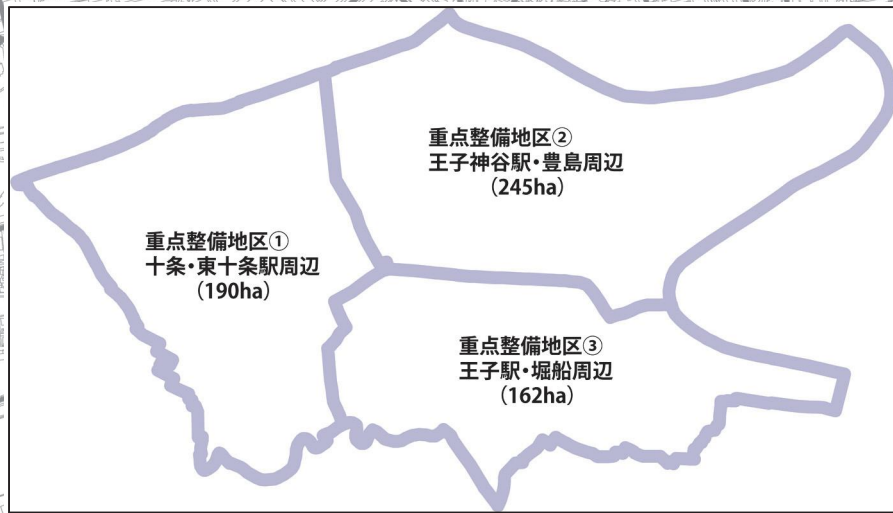 重点整備地区②
王子神谷駅・豊島周辺
(245ha)
重点整備地区①
十条・東十条駅周辺
(190ha)
重点整備地区③
王子駅・堀船周辺
(162ha)